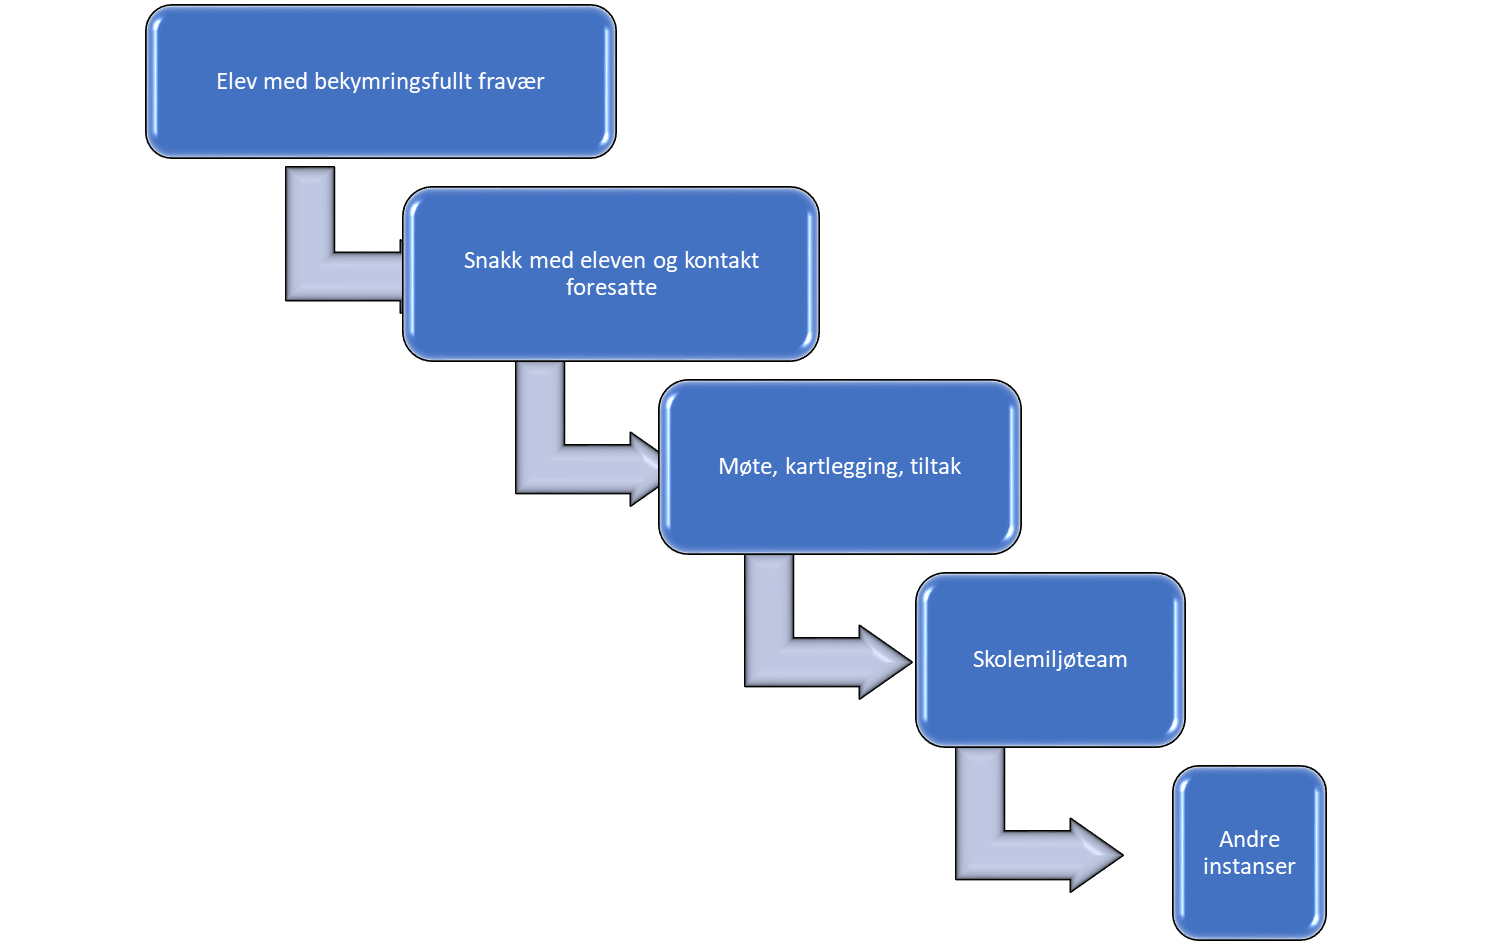 Elev med bekymringsfullt fravær
Snakk med eleven og kontakt
foresatte
Møte, kartlegging, tiltak
Skolemiljøteam
Andre
instanser